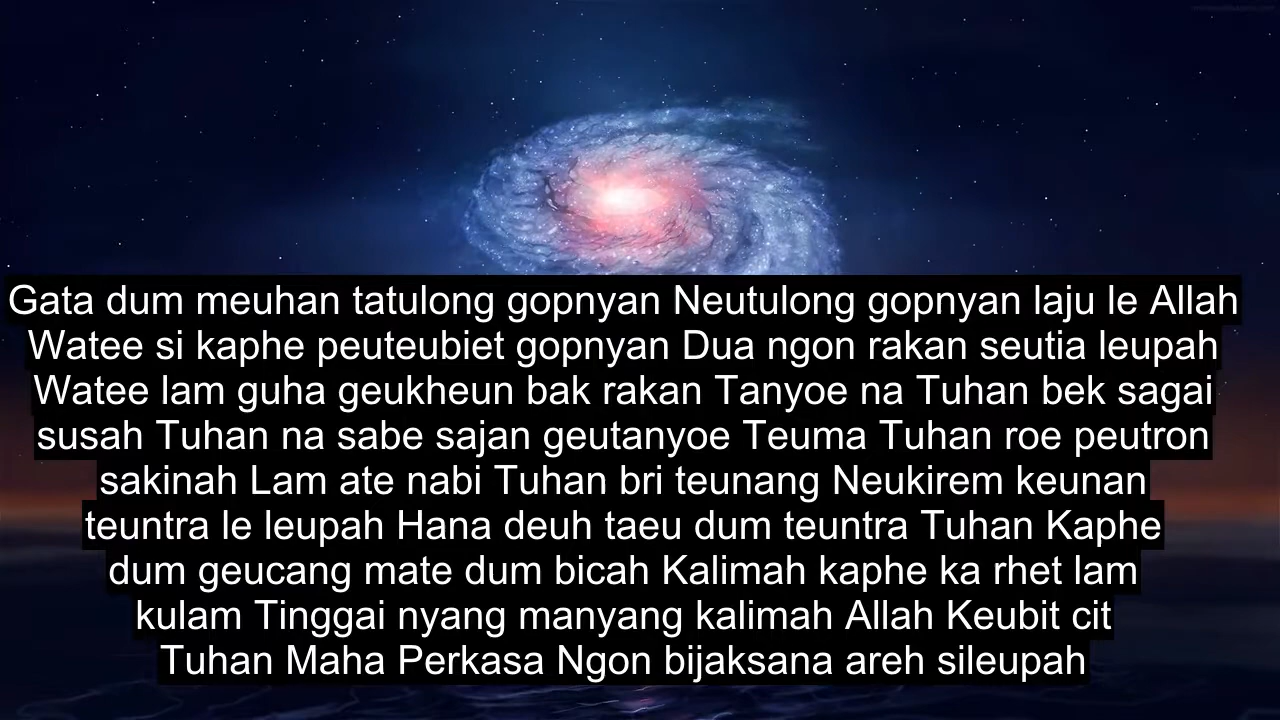 Gata dum meuhan tatulong gopnyan Neutulong gopnyan laju le Allah
Watee si kaphe peuteubiet gopnyan Dua ngon rakan seutia leupah
Watee lam guha geukheun bak rakan Tanyoe na Tuhan bek sagai
susah Tuhan na sabe sajan geutanyoe Teuma Tuhan roe peutron
sakinah Lam ate nabi Tuhan bri teunang Neukirem keunan
teuntra le leupah Hana deuh taeu dum teuntra Tuhan Kaphe
dum geucang mate dum bicah Kalimah kaphe ka rhet lam
kulam Tinggai nyang manyang kalimah Allah Keubit cit
Tuhan Maha Perkasa Ngon bijaksana areh sileupah